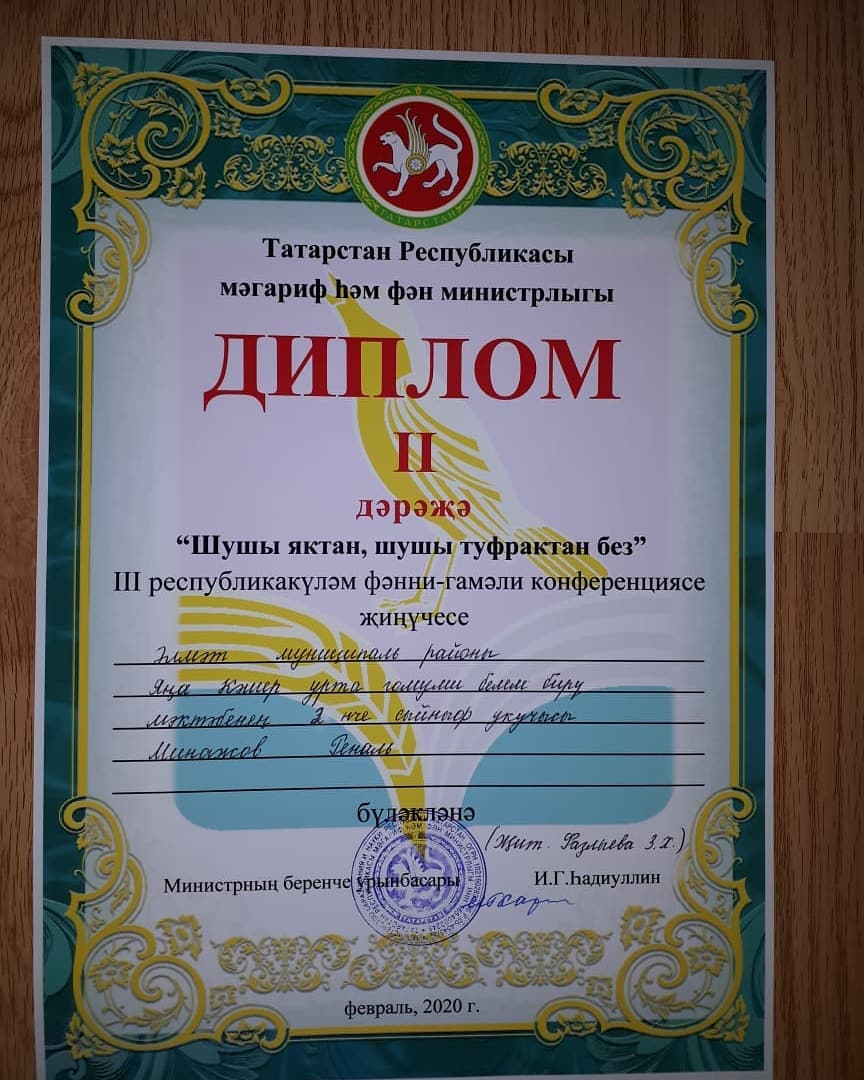 ТАТАРСТАН
Татарстан Республикасы
мәгариф һәм фән министрлыгы
ДИПЛОМ
II
дәрәҗә
“Шушы яктан, шушы туфрактан без”
III республикакүләм фәнни-гамәли конференциясе
җиңүчесе
Әлмәт муниципаль районы
Яңа Кәшер урта гомуми белем бирү
мәктәбенең 2 нче сыйныф укучысы
Минажов Реналь
бүләкләнә
(Җит. Фазлыева З.Х.)
Министрның беренче урынбасары И.Г.Һадиуллин
февраль, 2020 г.